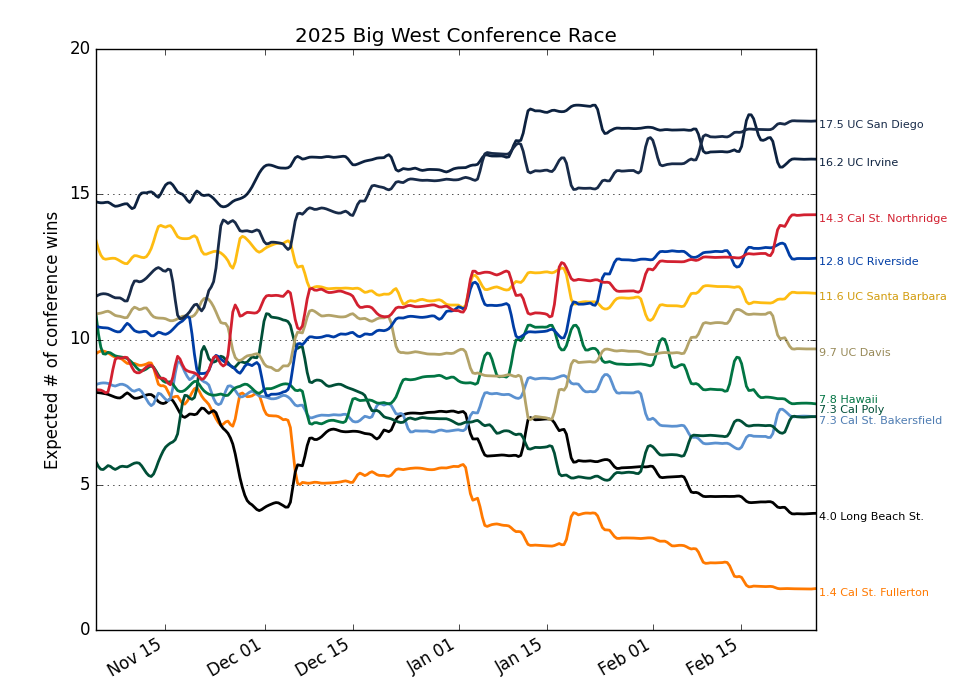 2025 Big West Conference Race
Expected # of conference wins
20
15
10
5
0
17.5 UC San Diego
16.2 UC Irvine
14.3 Cal St. Northridge
12.8 UC Riverside
11.6 UC Santa Barbara
9.7 UC Davis
7.8 Hawaii
7.3 Cal Poly
7.3 Cal St. Bakersfield
4.0 Long Beach St.
1.4 Cal St. Fullerton
Nov 15
Dec 01
Dec 15
Jan 01
Jan 15
Feb 01
Feb 15